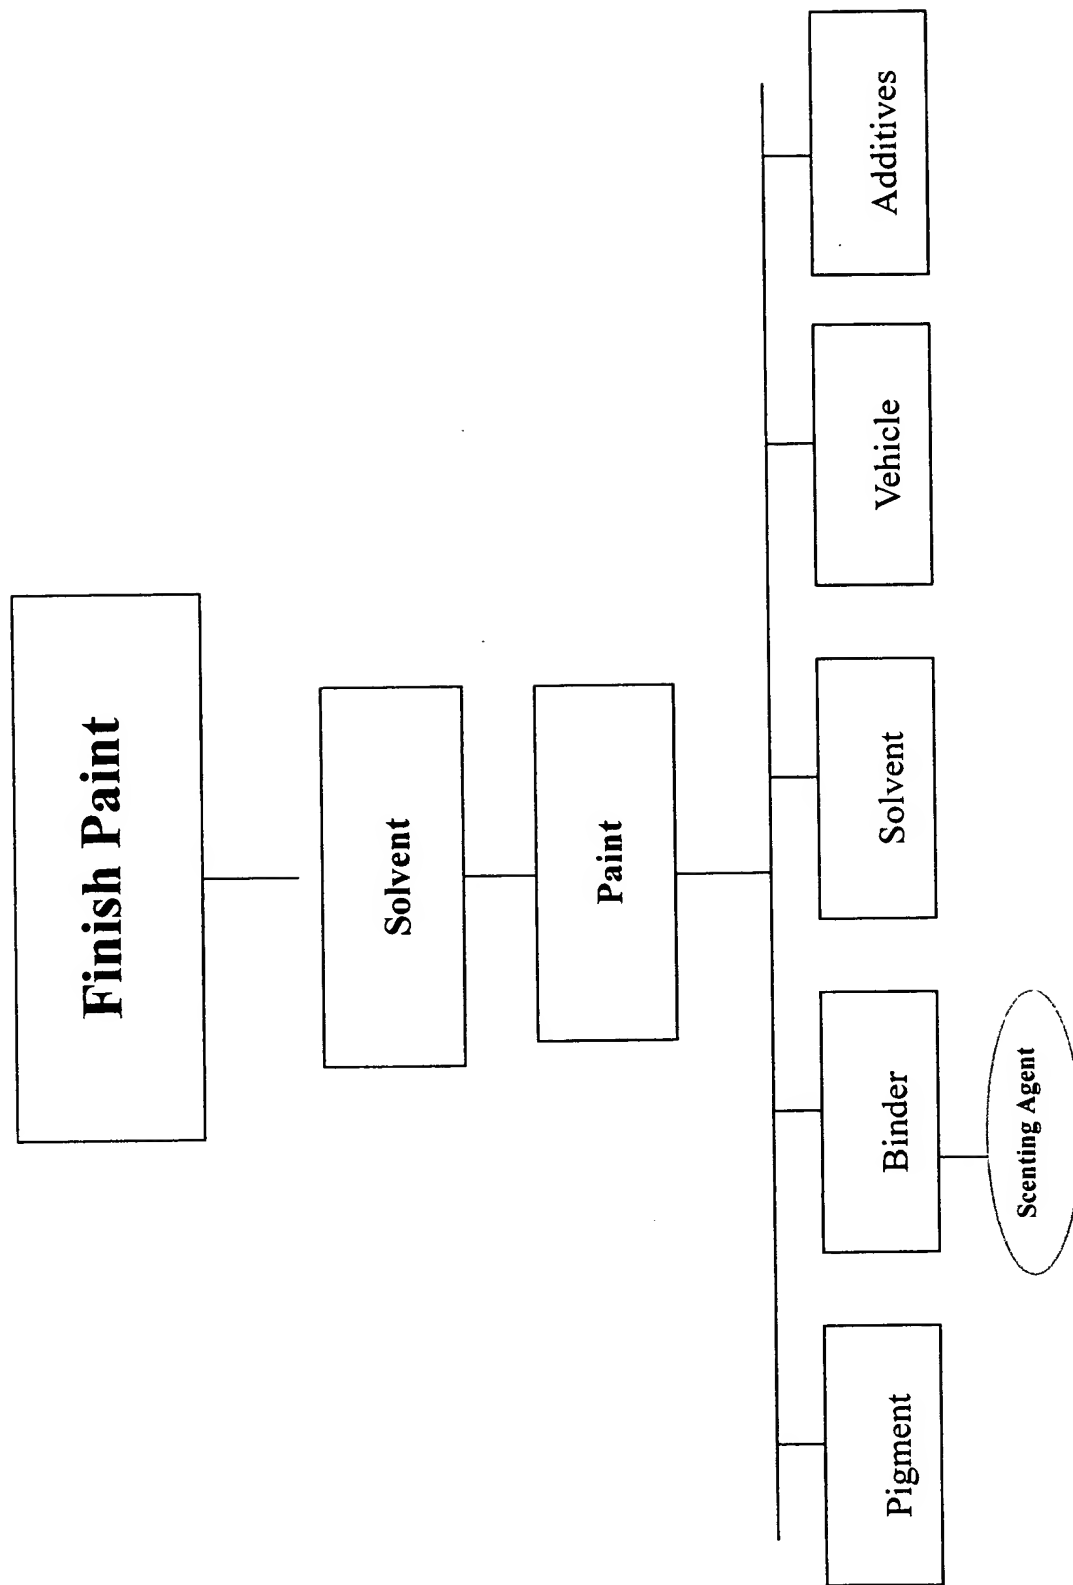 Finish Paint
Solvent
Paint
Pigment
Binder
Solvent
Vehicle
Additives
Scenting Agent